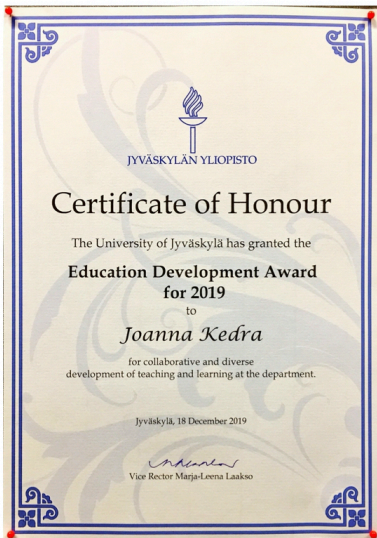 JYVÄSKYLÄN YLIOPISTO
Certificate of Honour
The University of Jyväskylä has granted the
Education Development Award
for 2019
to
Joanna Kedra
for collaborative and diverse
development of teaching and learning at the department.
Jyväskylä, 18 December 2019
Vice Rector Marja-Leena Laakso